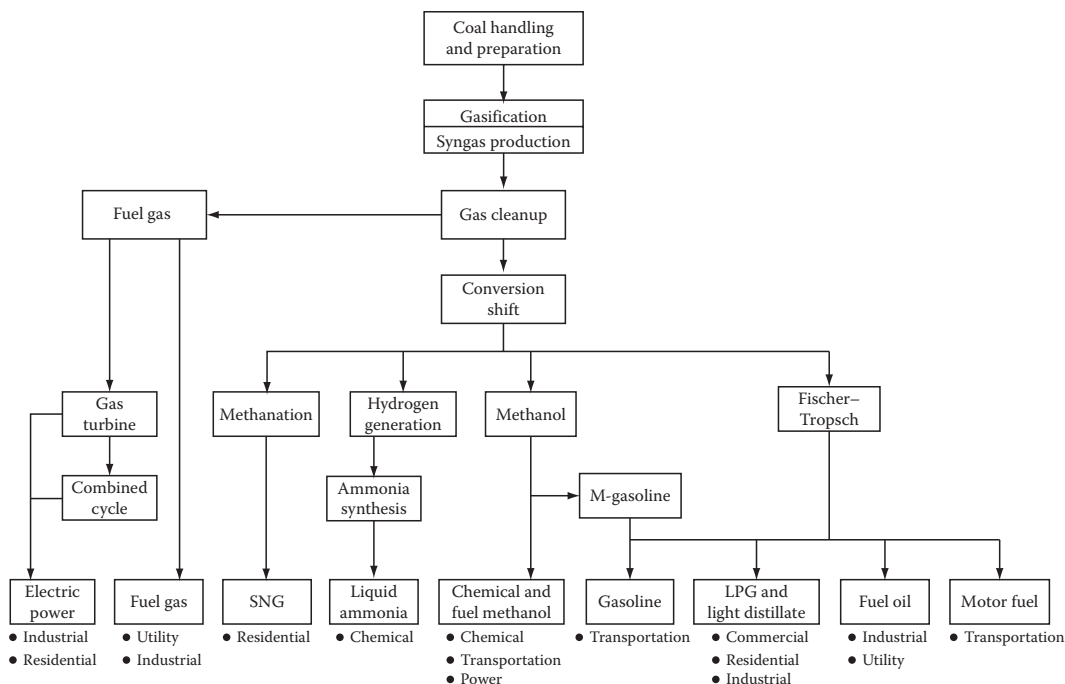 Coal handling
and preparation
Gasification
Syngas production
Fuel gas
Gas cleanup
Conversion
shift
Gas
turbine
Methanation
Hydrogen
generation
Methanol
Fischer–
Tropsch
Combined
cycle
Ammonia
synthesis
M-gasoline
Electric
power
• Industrial
• Residential
Fuel gas
• Utility
• Industrial
SNG
• Residential
Liquid
ammonia
• Chemical
Chemical and
fuel methanol
• Chemical
• Transportation
• Power
Gasoline
• Transportation
LPG and
light distillate
• Commercial
• Residential
• Industrial
Fuel oil
• Industrial
• Utility
Motor fuel
• Transportation